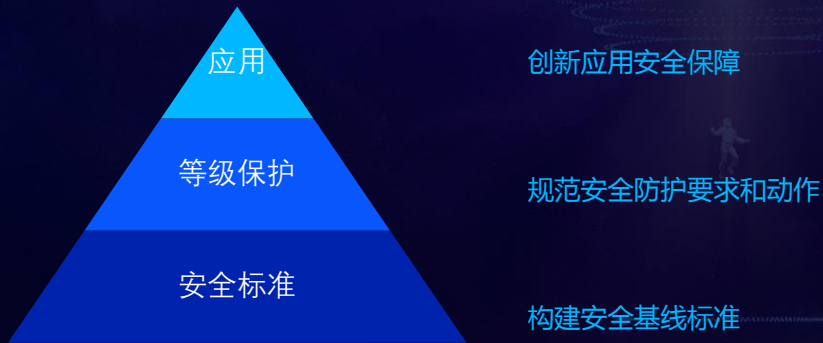 应用
创新应用安全保障
等级保护
规范安全防护要求和动作
安全标准
构建安全基线标准